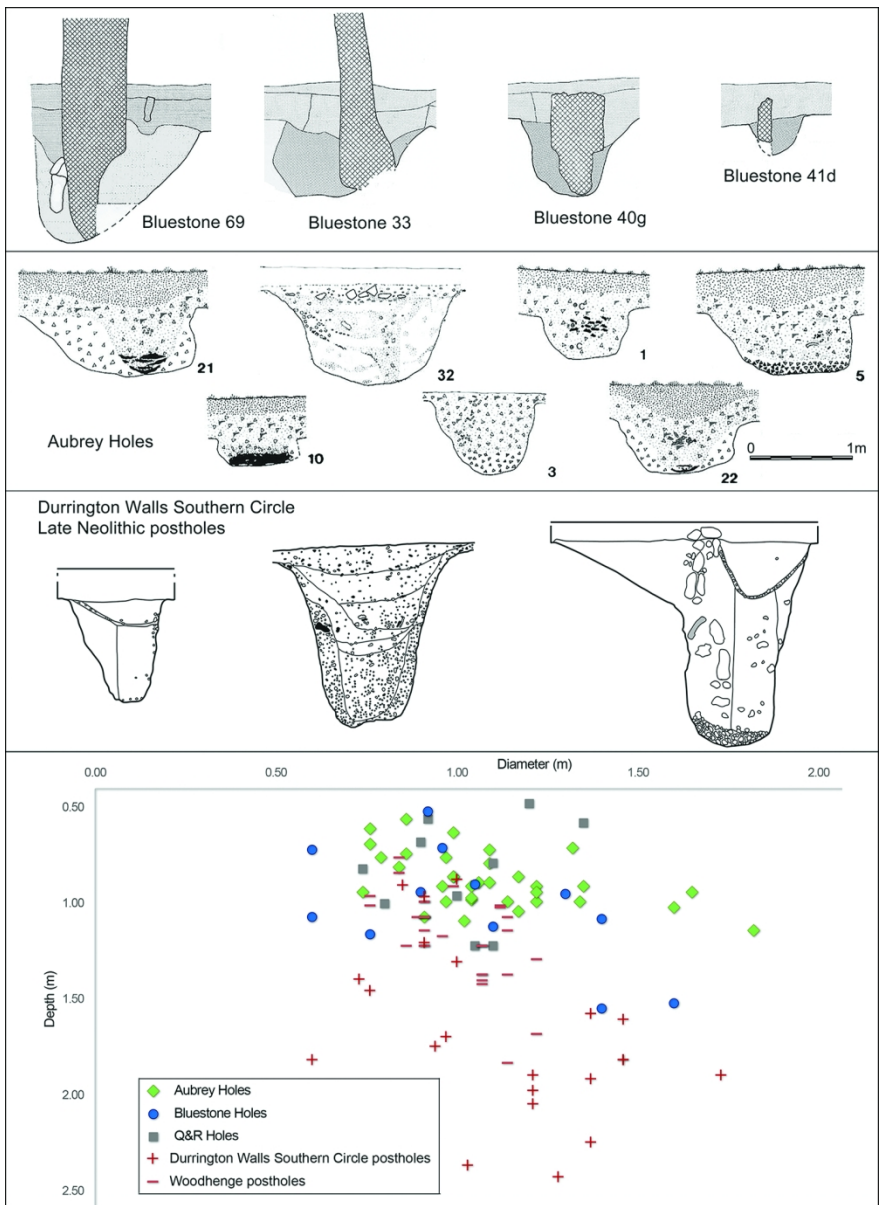 Bluestone 69
Bluestone 33
Bluestone 40g
Bluestone 41d
21
32
C
C
1
5
Aubrey Holes
10
3
22
0 1m
Durrington Walls Southern Circle
Late Neolithic postholes
Diameter (m)
0.00 0.50 1.00 1.50 2.00
0.50
1.00
Depth (m)
1.50
2.00
2.50
Aubrey Holes
Bluestone Holes
Q&R Holes
Durrington Walls Southern Circle postholes
Woodhenge postholes